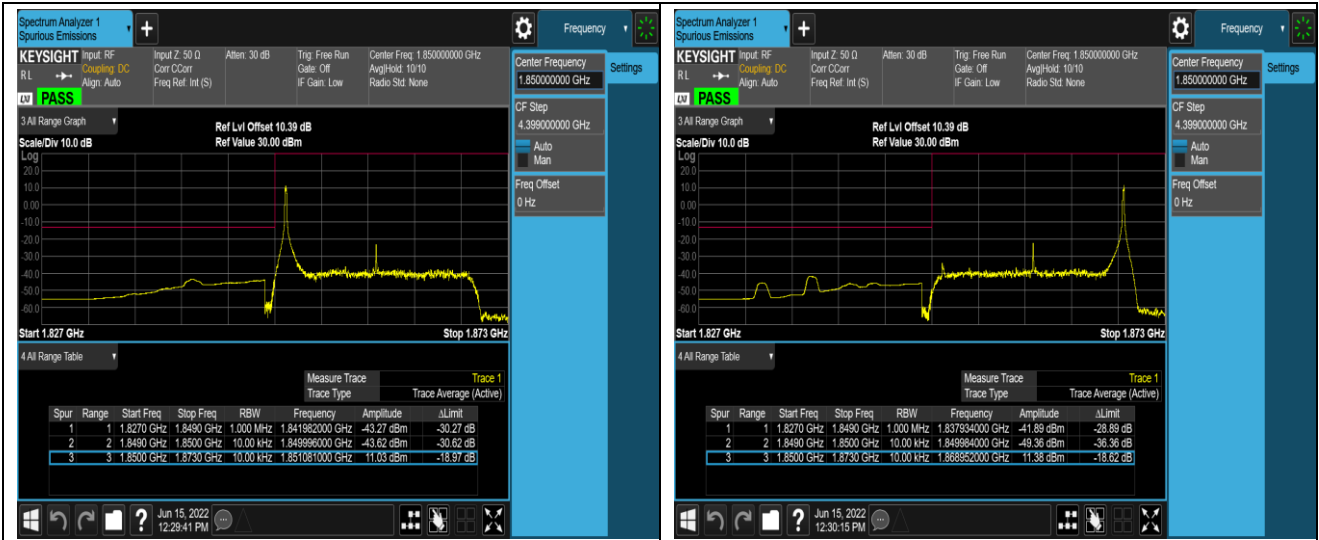 Spectrum Analyzer 1
Spurious Emissions
+
Frequency
KEYSIGHT Input: RF Input Z: 50 Ω Atten: 30 dB Trig: Free Run Center Freq: 1.850000000 GHz
RL Coupling: DC Corr CCorr Gate: Off Avg|Hold: 10/10
Align: Auto Freq Ref: Int (S) IF Gain: Low Radio Std: None
LXI PASS
3 All Range Graph
Ref Lvl Offset 10.39 dB
Scale/Div 10.0 dB Ref Value 30.00 dBm
Log
20.0
10.0
0.00
-10.0
-20.0
-30.0
-40.0
-50.0
-60.0
Start 1.827 GHz Stop 1.873 GHz
4 All Range Table
Measure Trace Trace 1
Trace Type Trace Average (Active)
Spur Range Start Freq Stop Freq RBW Frequency Amplitude ΔLimit
1 1 1.8270 GHz 1.8490 GHz 1.000 MHz 1.841982000 GHz -43.27 dBm -30.27 dB
2 2 1.8490 GHz 1.8500 GHz 10.00 kHz 1.849996000 GHz -43.62 dBm -30.62 dB
3 3 1.8500 GHz 1.8730 GHz 10.00 kHz 1.851081000 GHz 11.03 dBm -18.97 dB
? Jun 15, 2022
12:29:41 PM
Center Frequency
1.850000000 GHz
Settings
CF Step
4.399000000 GHz
Auto
Man
Freq Offset
0 Hz
Spectrum Analyzer 1
Spurious Emissions
+
Frequency
KEYSIGHT Input: RF Input Z: 50 Ω Atten: 30 dB Trig: Free Run Center Freq: 1.850000000 GHz
RL Coupling: DC Corr CCorr Gate: Off Avg|Hold: 10/10
Align: Auto Freq Ref: Int (S) IF Gain: Low Radio Std: None
LXI PASS
3 All Range Graph
Ref Lvl Offset 10.39 dB
Scale/Div 10.0 dB Ref Value 30.00 dBm
Log
20.0
10.0
0.00
-10.0
-20.0
-30.0
-40.0
-50.0
-60.0
Start 1.827 GHz Stop 1.873 GHz
4 All Range Table
Measure Trace Trace 1
Trace Type Trace Average (Active)
Spur Range Start Freq Stop Freq RBW Frequency Amplitude ΔLimit
1 1 1.8270 GHz 1.8490 GHz 1.000 MHz 1.837934000 GHz -41.89 dBm -28.89 dB
2 2 1.8490 GHz 1.8500 GHz 10.00 kHz 1.849984000 GHz -49.36 dBm -36.36 dB
3 3 1.8500 GHz 1.8730 GHz 10.00 kHz 1.868952000 GHz 11.38 dBm -18.62 dB
? Jun 15, 2022
12:30:15 PM
Center Frequency
1.850000000 GHz
Settings
CF Step
4.399000000 GHz
Auto
Man
Freq Offset
0 Hz